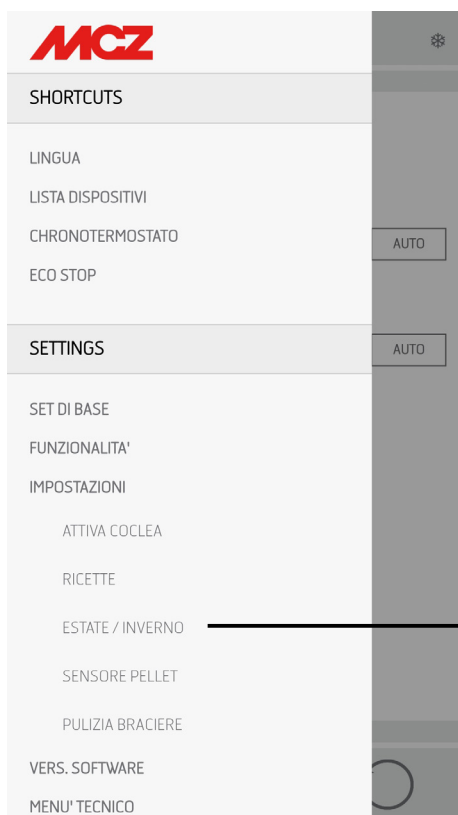 MCZ
SHORTCUTS
LINGUA
LISTA DISPOSITIVI
CHRONOTERMOSTATO
AUTO
ECO STOP
SETTINGS
AUTO
SET DI BASE
FUNZIONALITA'
IMPOSTAZIONI
ATTIVA COCLEA
RICETTE
ESTATE / INVERNO
SENSORE PELLET
PULIZIA BRACIERE
VERS. SOFTWARE
MENU' TECNICO